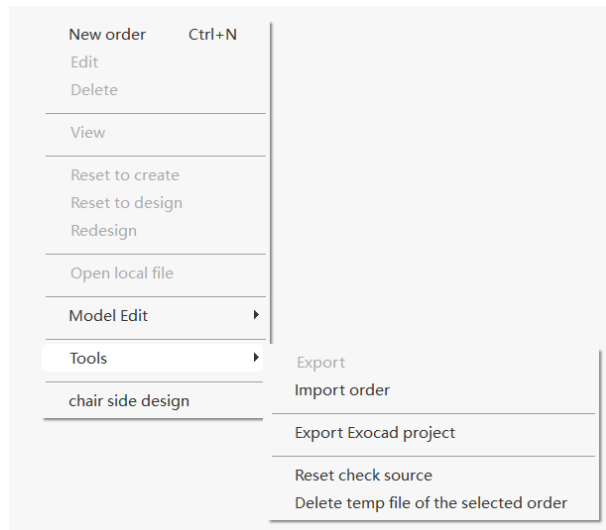 New order Ctrl+N
Edit
Delete
View
Reset to create
Reset to design
Redesign
Open local file
Model Edit
Tools
chair side design
Export
Import order
Export Exocad project
Reset check source
Delete temp file of the selected order